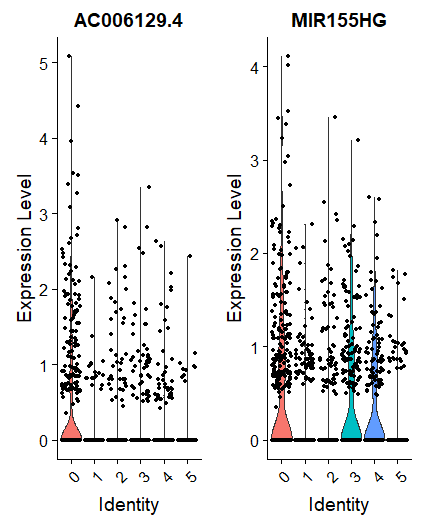 AC006129.4
MIR155HG
Expression Level
5
4
3
2
1
0
0 1 2 3 4 5
Identity
Expression Level
4
3
2
1
0
0 1 2 3 4 5
Identity